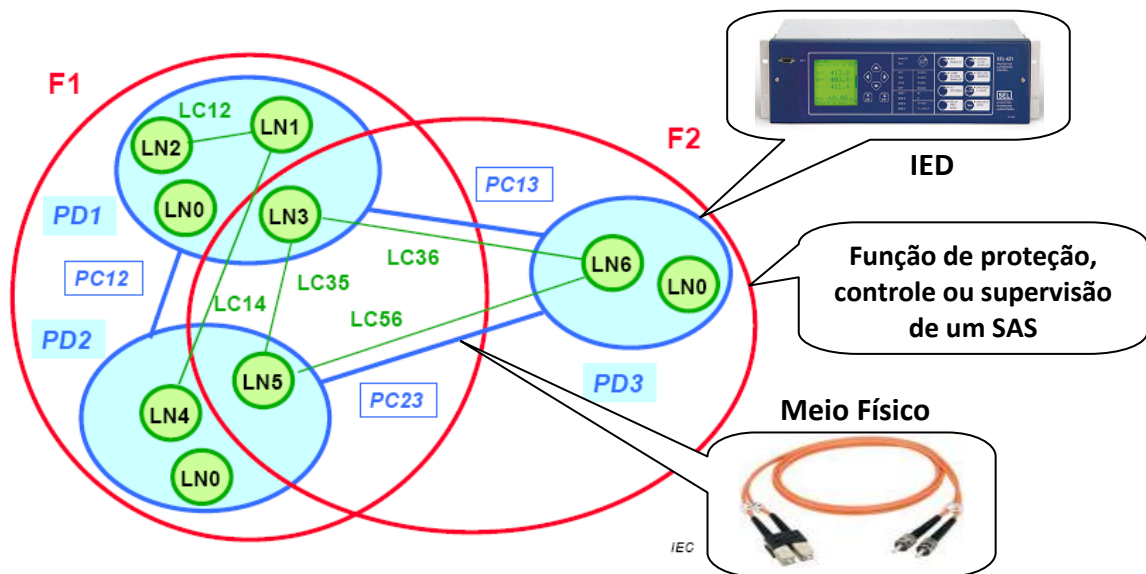 F1
LC12
LN2
LN1
LN0
LN3
PD1
PC12
PC13
F2
IED
LC36
LC35
LC14
LC56
LN6
LN0
Função de proteção,
controle ou supervisão
de um SAS
PD2
LN5
LN4
LN0
PC23
PD3
Meio Físico
IEC
SEL